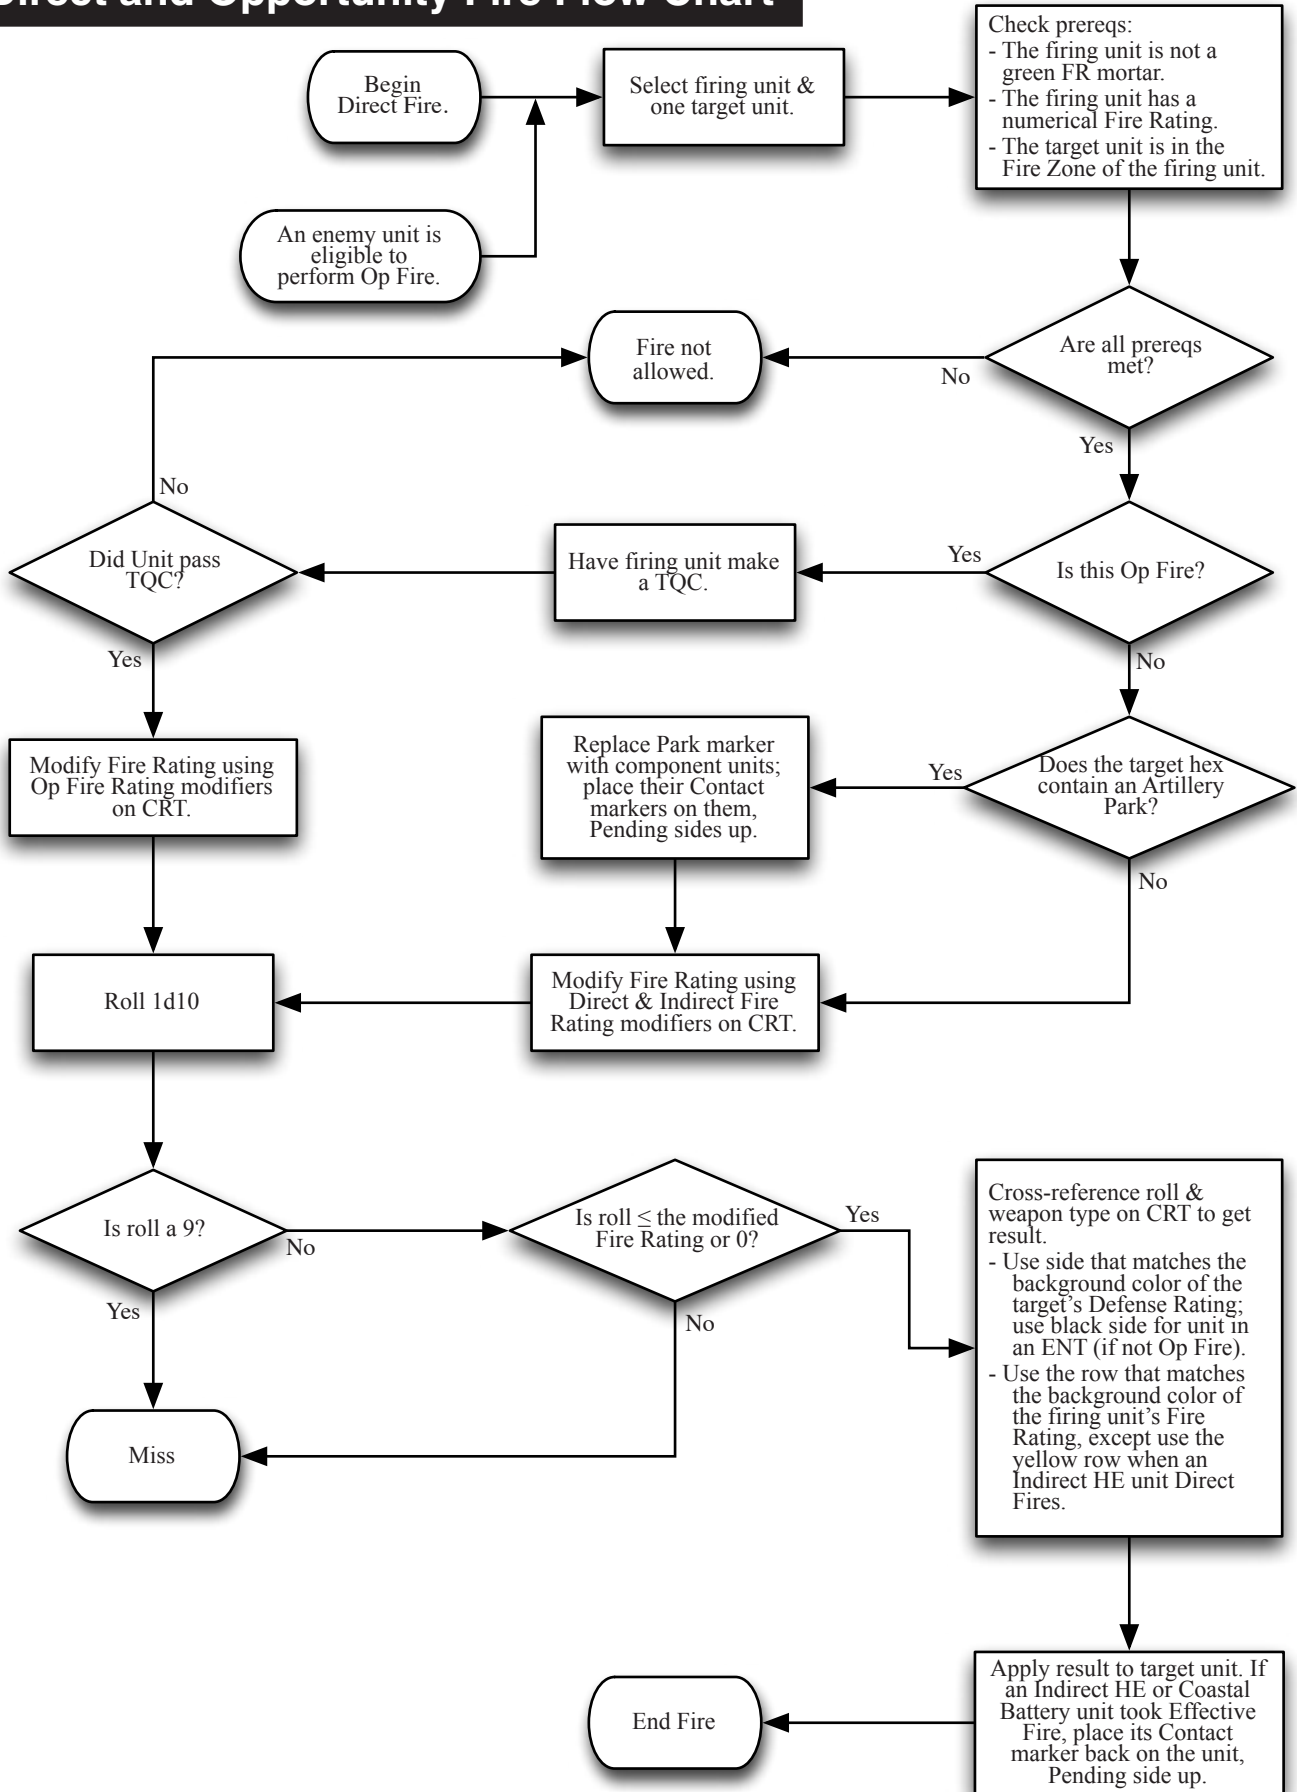 Direct and Opportunity Fire Flow Chart
Begin
Direct Fire.
Select firing unit &
one target unit.
Check prereqs:
- The firing unit is not a
green FR mortar.
- The firing unit has a
numerical Fire Rating.
- The target unit is in the
Fire Zone of the firing unit.
An enemy unit is
eligible to
perform Op Fire.
Fire not
allowed.
Are all prereqs
met?
No
Yes
No
Did Unit pass
TQC?
Have firing unit make
a TQC.
Yes
Is this Op Fire?
Yes
No
Modify Fire Rating using
Op Fire Rating modifiers
on CRT.
Replace Park marker
with component units;
place their Contact
markers on them,
Pending sides up.
Yes
Does the target hex
contain an Artillery
Park?
No
Roll 1d10
Modify Fire Rating using
Direct & Indirect Fire
Rating modifiers on CRT.
Is roll a 9?
No
Is roll ≤ the modified
Fire Rating or 0?
Yes
Yes
No
Cross-reference roll &
weapon type on CRT to get
result.
- Use side that matches the
background color of the
target's Defense Rating;
use black side for unit in
an ENT (if not Op Fire).
- Use the row that matches
the background color of
the firing unit's Fire
Rating, except use the
yellow row when an
Indirect HE unit Direct
Fires.
Miss
End Fire
Apply result to target unit. If
an Indirect HE or Coastal
Battery unit took Effective
Fire, place its Contact
marker back on the unit,
Pending side up.